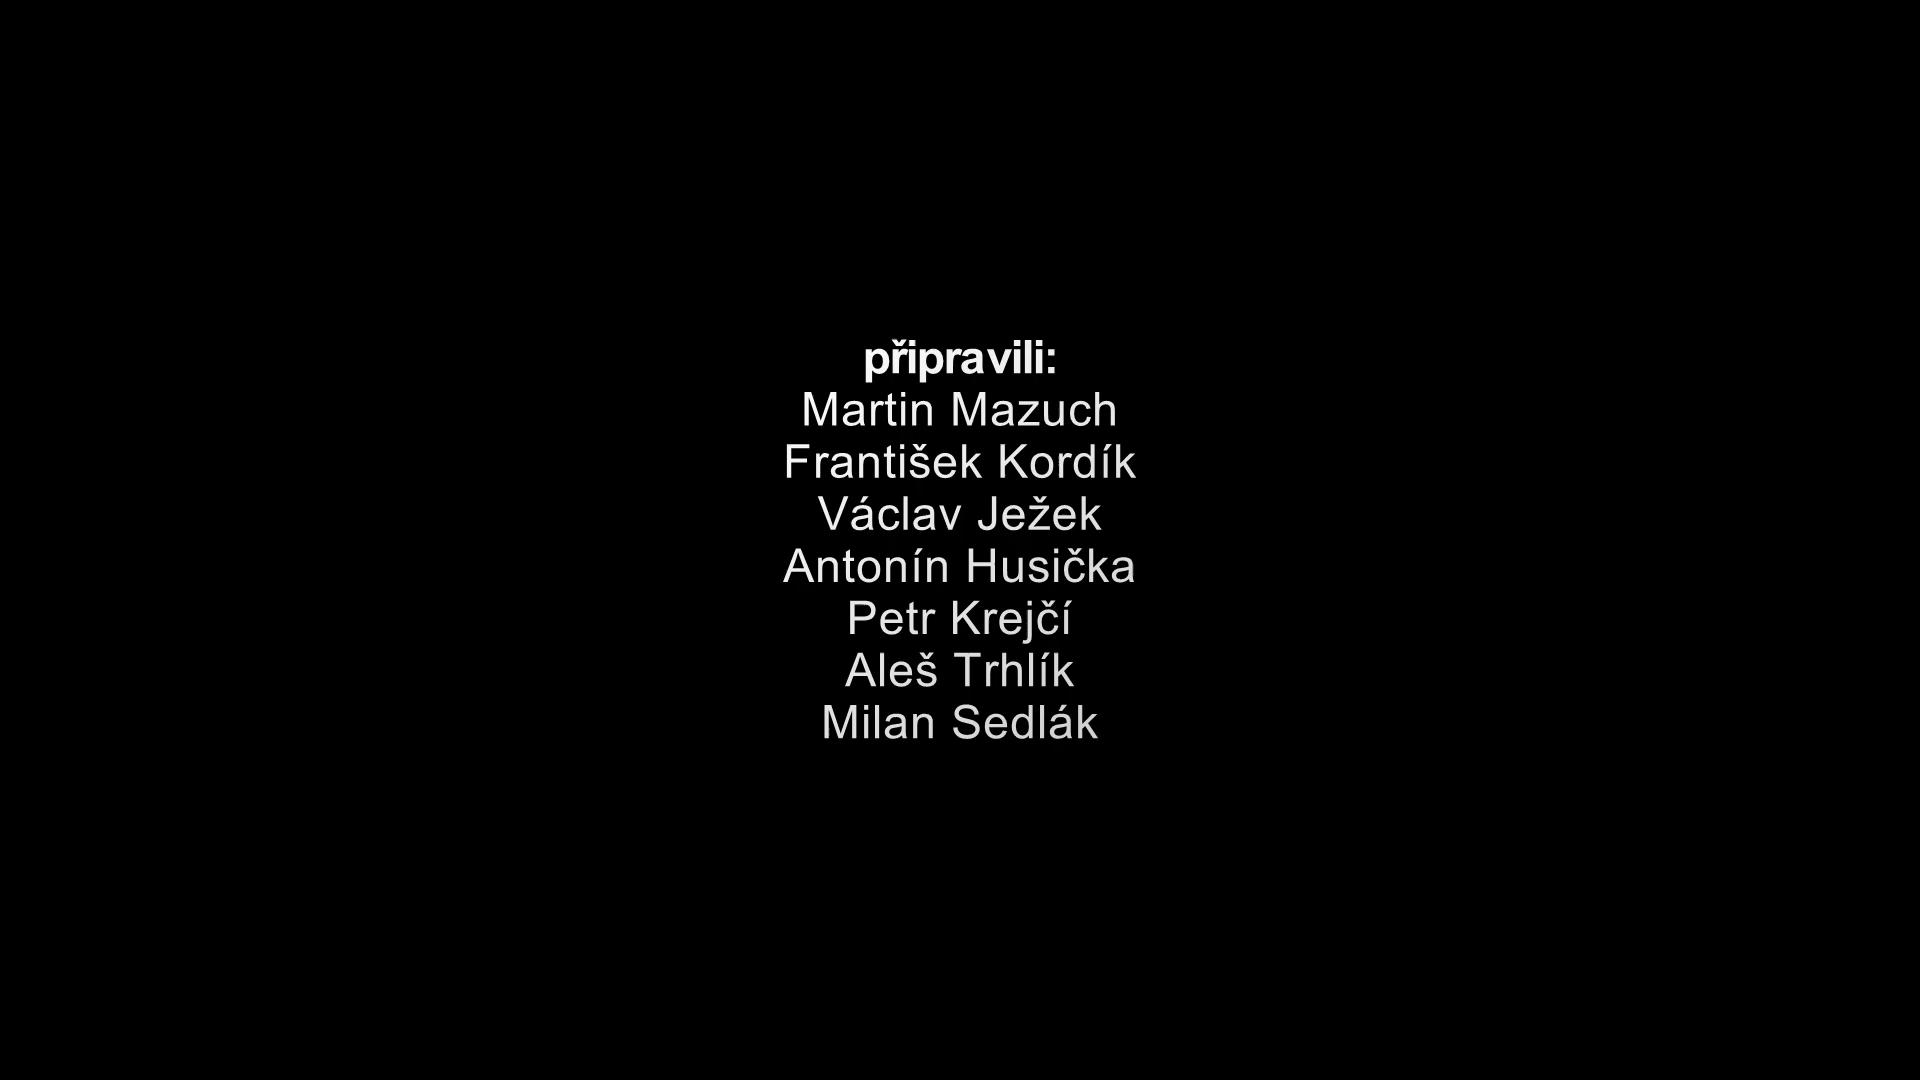 připravili:
Martin Mazuch
František Kordík
Václav Ježek
Antonín Husička
Petr Krejčí
Aleš Trhlík
Milan Sedlák